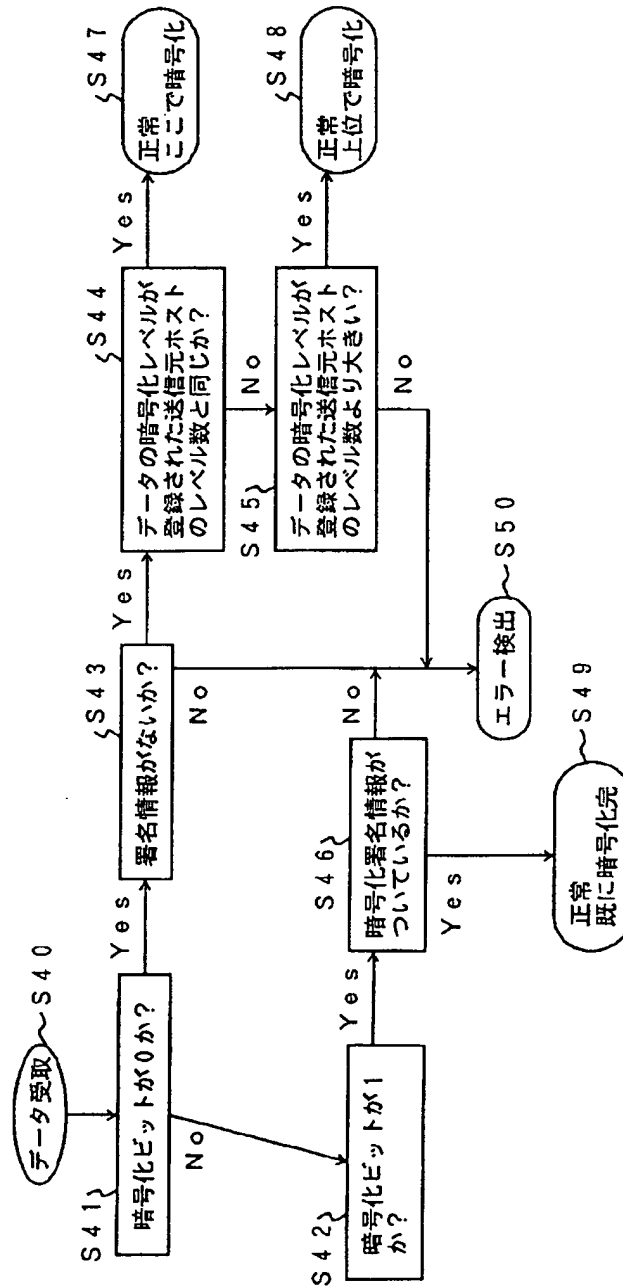 データ受取
S40
S41
暗号化ビットが0か?
Yes
No
S43
署名情報がないか?
Yes
No
S44
データの暗号化レベルが
登録された送信元ホスト
のレベル数と同じか?
Yes
No
S47
正常
ここで暗号化
S45
データの暗号化レベルが
登録された送信元ホスト
のレベル数より大きい?
Yes
No
S48
正常
上位で暗号化
S42
暗号化ビットが1
か?
Yes
S46
暗号化署名情報が
ついているか?
No
Yes
エラー検出
S50
正常
既に暗号化完
S49